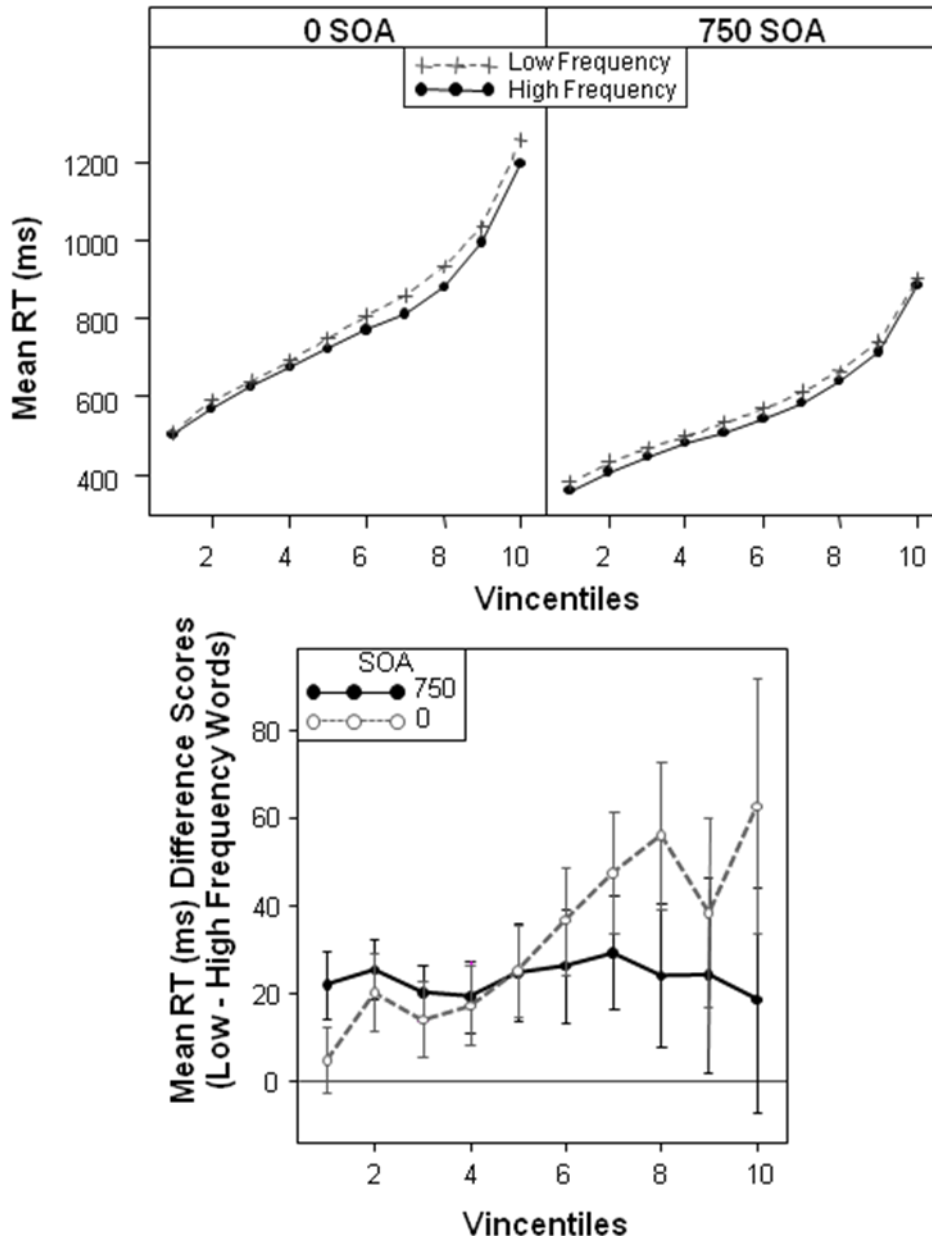 0 SOA
750 SOA
Low Frequency
High Frequency
Mean RT (ms)
1200
1000
800
600
400
2 4 6 8 10
2 4 6 8 10
Vincentiles
Mean RT (ms) Difference Scores
(Low - High Frequency Words)
SOA
750
0
80
60
40
20
0
2 4 6 8 10
Vincentiles